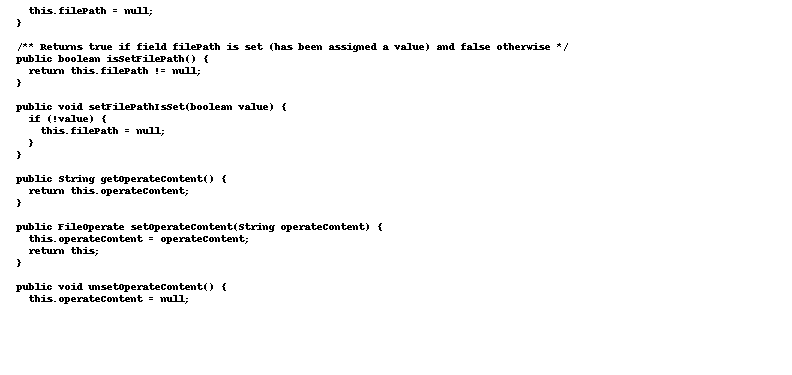 this.filePath = null;
  }

  /** Returns true if field filePath is set (has been assigned a value) and false otherwise */
  public boolean isSetFilePath() {
    return this.filePath != null;
  }

  public void setFilePathIsSet(boolean value) {
    if (!value) {
      this.filePath = null;
    }
  }

  public String getOperateContent() {
    return this.operateContent;
  }

  public FileOperate setOperateContent(String operateContent) {
    this.operateContent = operateContent;
    return this;
  }

  public void unsetOperateContent() {
    this.operateContent = null;